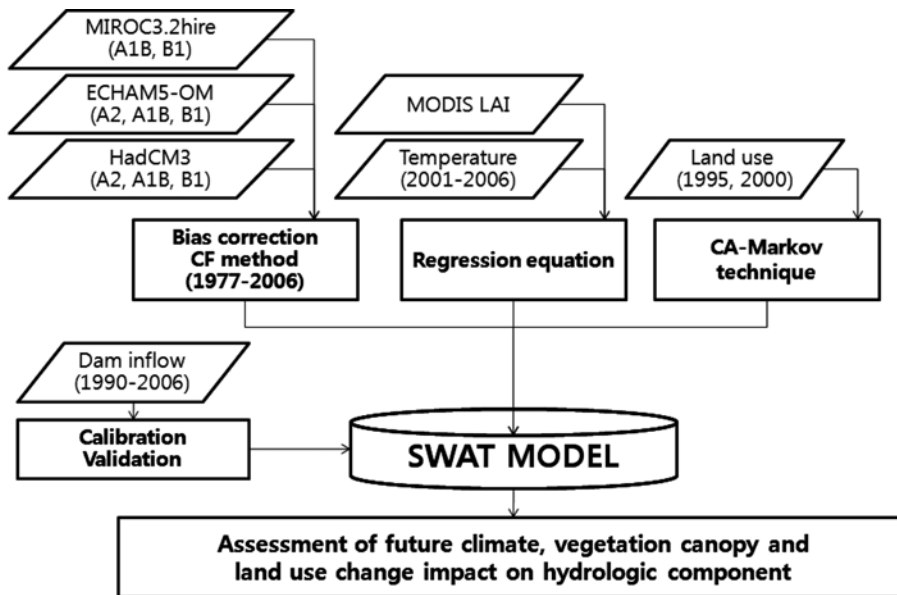 MIROC3.2hire
(A1B, B1)
ECHAM5-OM
(A2, A1B, B1)
HadCM3
(A2, A1B, B1)
Bias correction
CF method
(1977-2006)
MODIS LAI
Temperature
(2001-2006)
Regression equation
Land use
(1995, 2000)
CA-Markov
technique
Dam inflow
(1990-2006)
Calibration
Validation
SWAT MODEL
Assessment of future climate, vegetation canopy and
land use change impact on hydrologic component